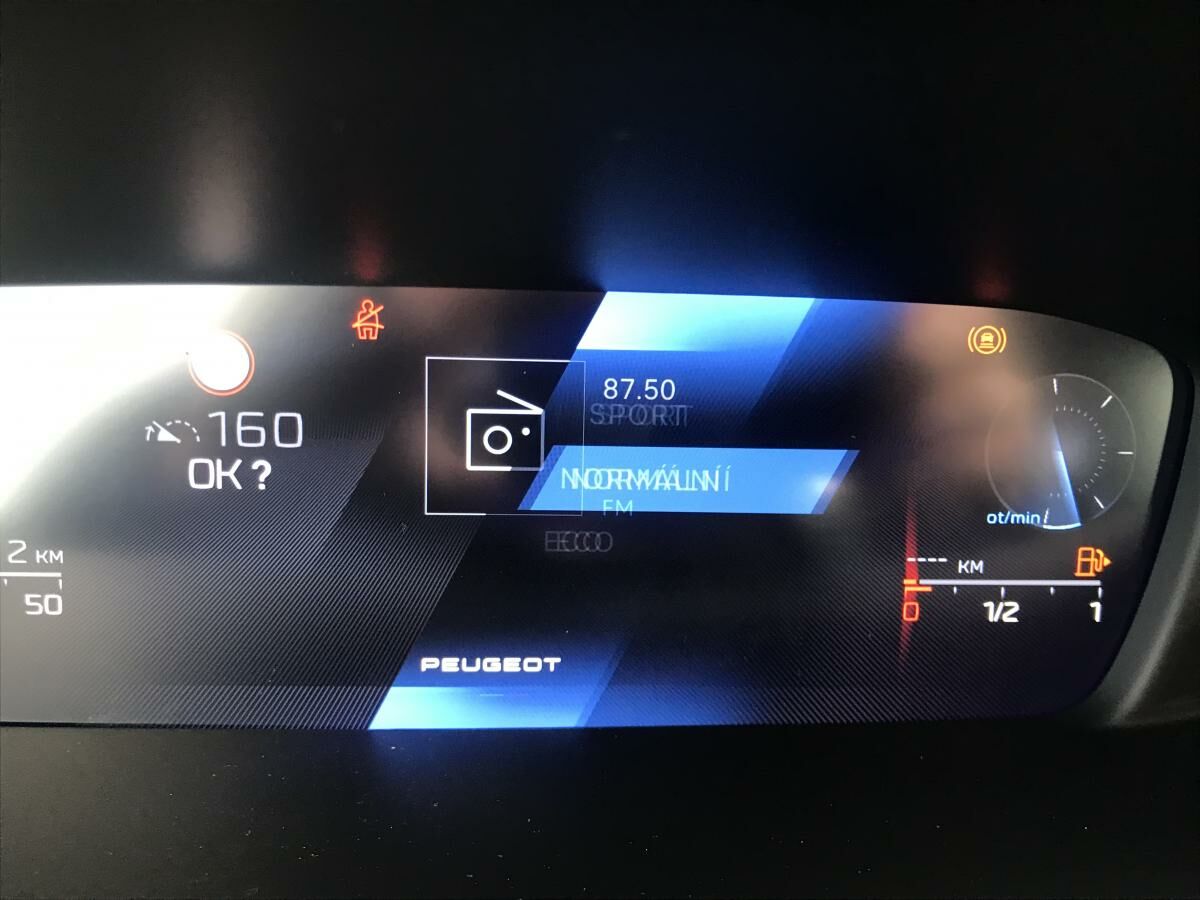 87.50
SPORT
160
OK ?
NORMÁLNÍ
FM
ot/min
ECO
2 KM
---- KM
50
0 1/2 1
PEUGEOT